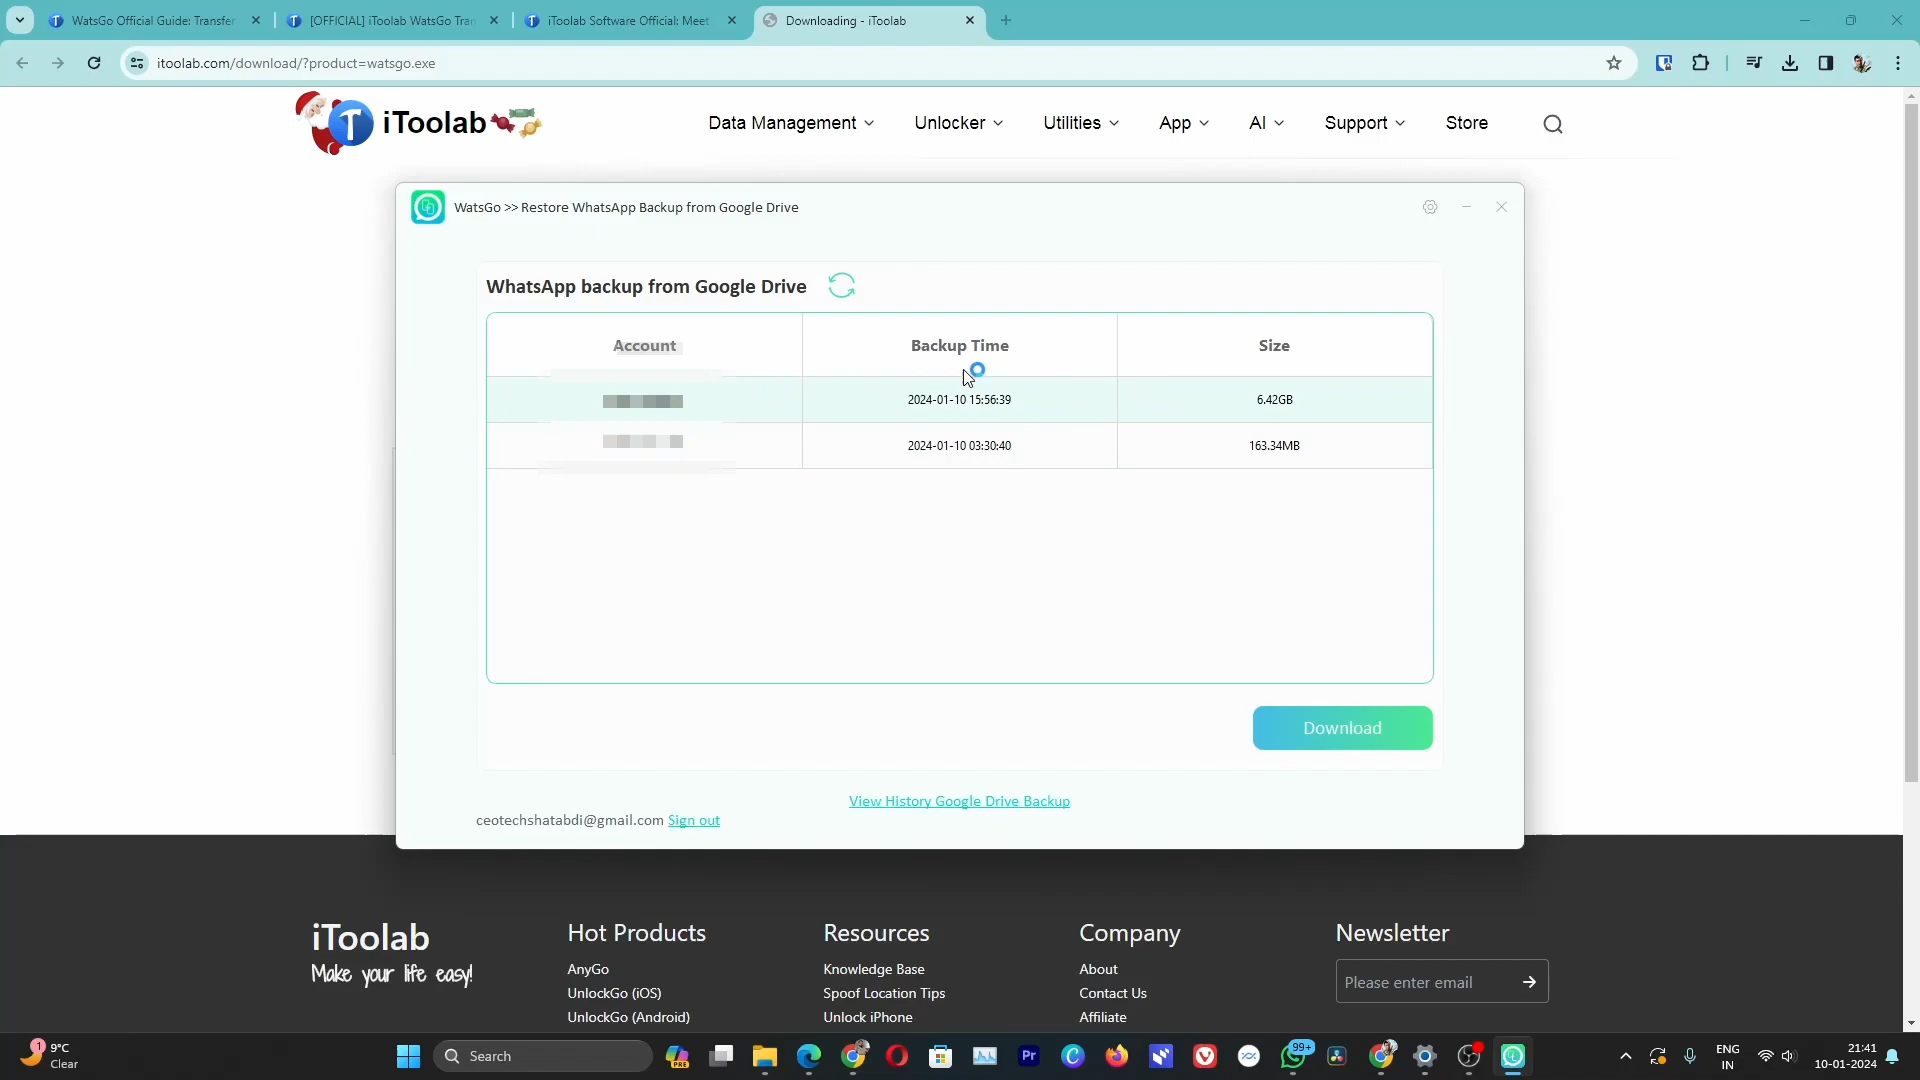 WatsGo Official Guide: Transfer
[OFFICIAL] iToolab WatsGo Tran
iToolab Software Official: Meet
Downloading - iToolab
itoolab.com/download/?product=watsgo.exe
iToolab
Data Management
Unlocker
Utilities
App
AI
Support
Store
WatsGo >> Restore WhatsApp Backup from Google Drive
WhatsApp backup from Google Drive
Account
Backup Time
Size
2024-01-10 15:56:39
6.42GB
2024-01-10 03:30:40
163.34MB
Download
View History Google Drive Backup
ceotechshatabdi@gmail.com Sign out
iToolab
Make your life easy!
Hot Products
AnyGo
UnlockGo (iOS)
UnlockGo (Android)
Resources
Knowledge Base
Spoof Location Tips
Unlock iPhone
Company
About
Contact Us
Affiliate
Newsletter
Please enter email
1
9°C
Clear
Search
PRE
Pr
99+
ENG
IN
21:41
10-01-2024